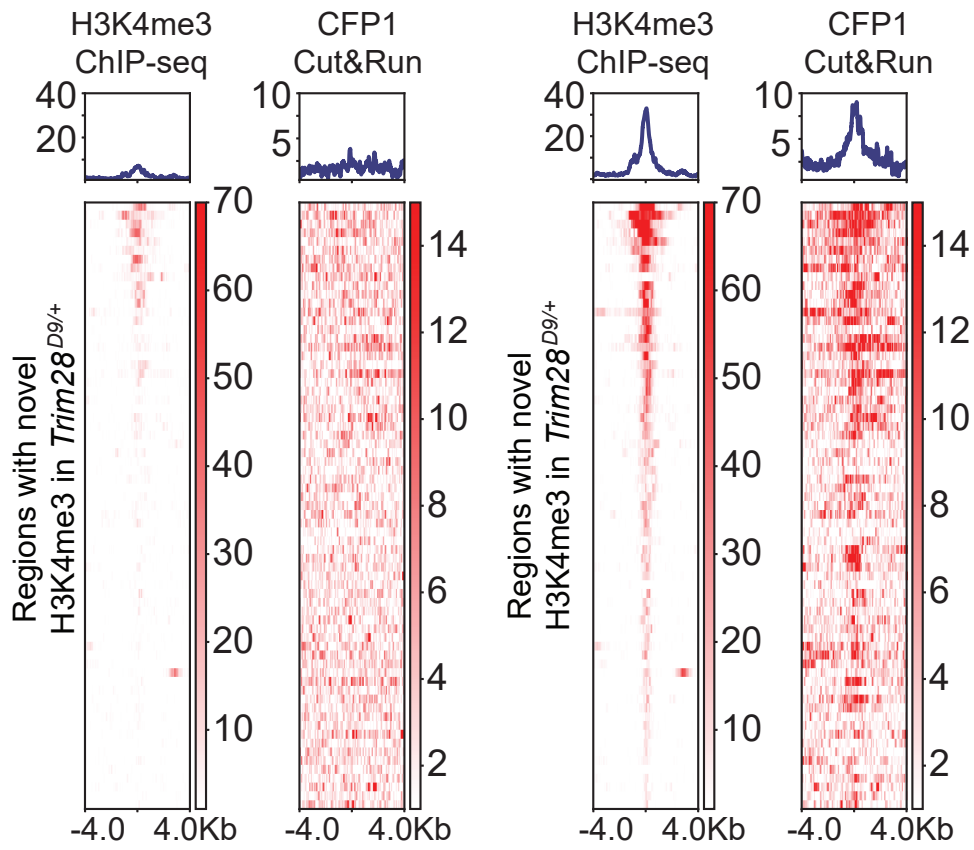 H3K4me3
ChIP-seq
CFP1
Cut&Run
H3K4me3
ChIP-seq
CFP1
Cut&Run
40
20
10
5
40
20
10
5
Regions with novel
H3K4me3 in Trim28D9/+
70
60
50
40
30
20
10
14
12
10
8
6
4
2
Regions with novel
H3K4me3 in Trim28D9/+
70
60
50
40
30
20
10
14
12
10
8
6
4
2
-4.0 4.0Kb
-4.0 4.0Kb
-4.0 4.0Kb
-4.0 4.0Kb